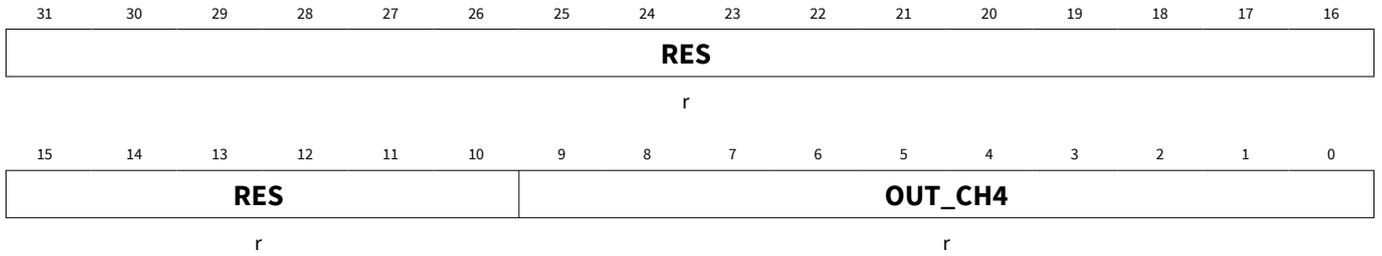 31 30 29 28 27 26 25 24 23 22 21 20 19 18 17 16
RES
r
15 14 13 12 11 10 9 8 7 6 5 4 3 2 1 0
RES OUT_CH4
r r